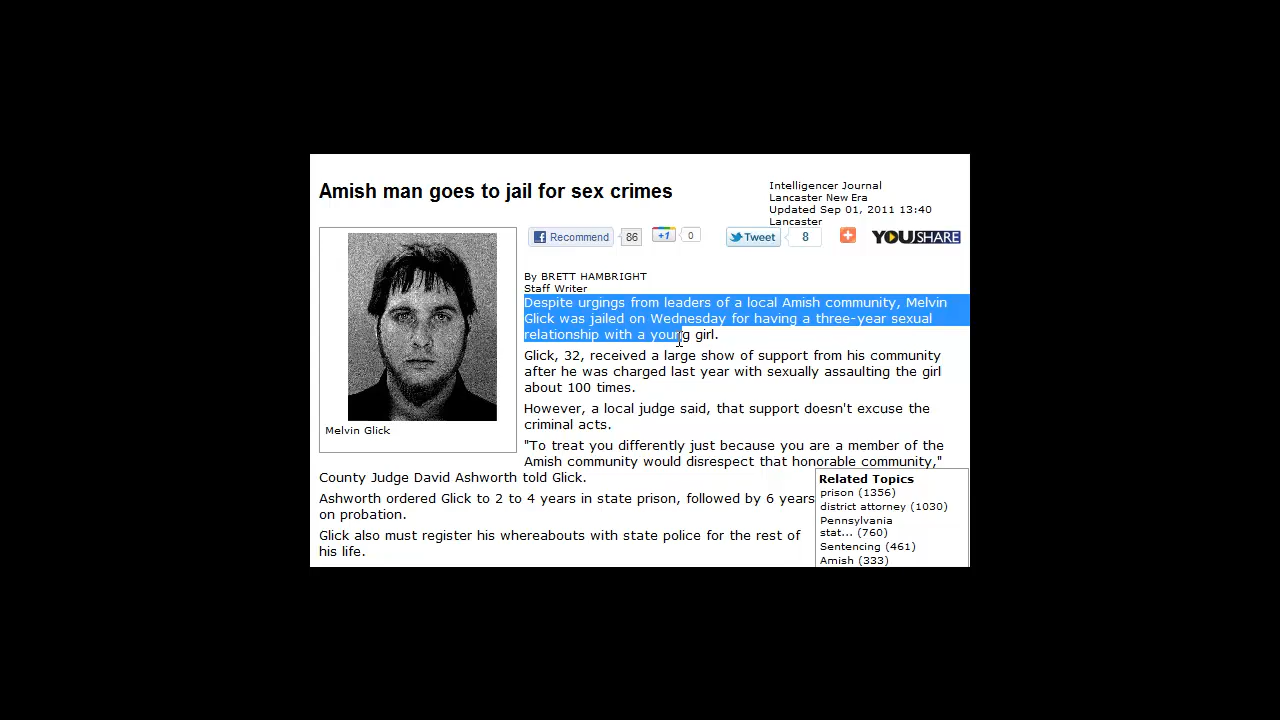 Amish man goes to jail for sex crimes
Intelligencer Journal
Lancaster New Era
Updated Sep 01, 2011 13:40
Lancaster
Recommend 86 +1 0 Tweet 8 YOUSHARE
By BRETT HAMBRIGHT
Staff Writer
Despite urgings from leaders of a local Amish community, Melvin
Glick was jailed on Wednesday for having a three-year sexual
relationship with a young girl.
Glick, 32, received a large show of support from his community
after he was charged last year with sexually assaulting the girl
about 100 times.
However, a local judge said, that support doesn't excuse the
criminal acts.
Melvin Glick
"To treat you differently just because you are a member of the
Amish community would disrespect that honorable community,"
County Judge David Ashworth told Glick.
Ashworth ordered Glick to 2 to 4 years in state prison, followed by 6 years
on probation.
Glick also must register his whereabouts with state police for the rest of
his life.
Related Topics
prison (1356)
district attorney (1030)
Pennsylvania
stat... (760)
Sentencing (461)
Amish (333)